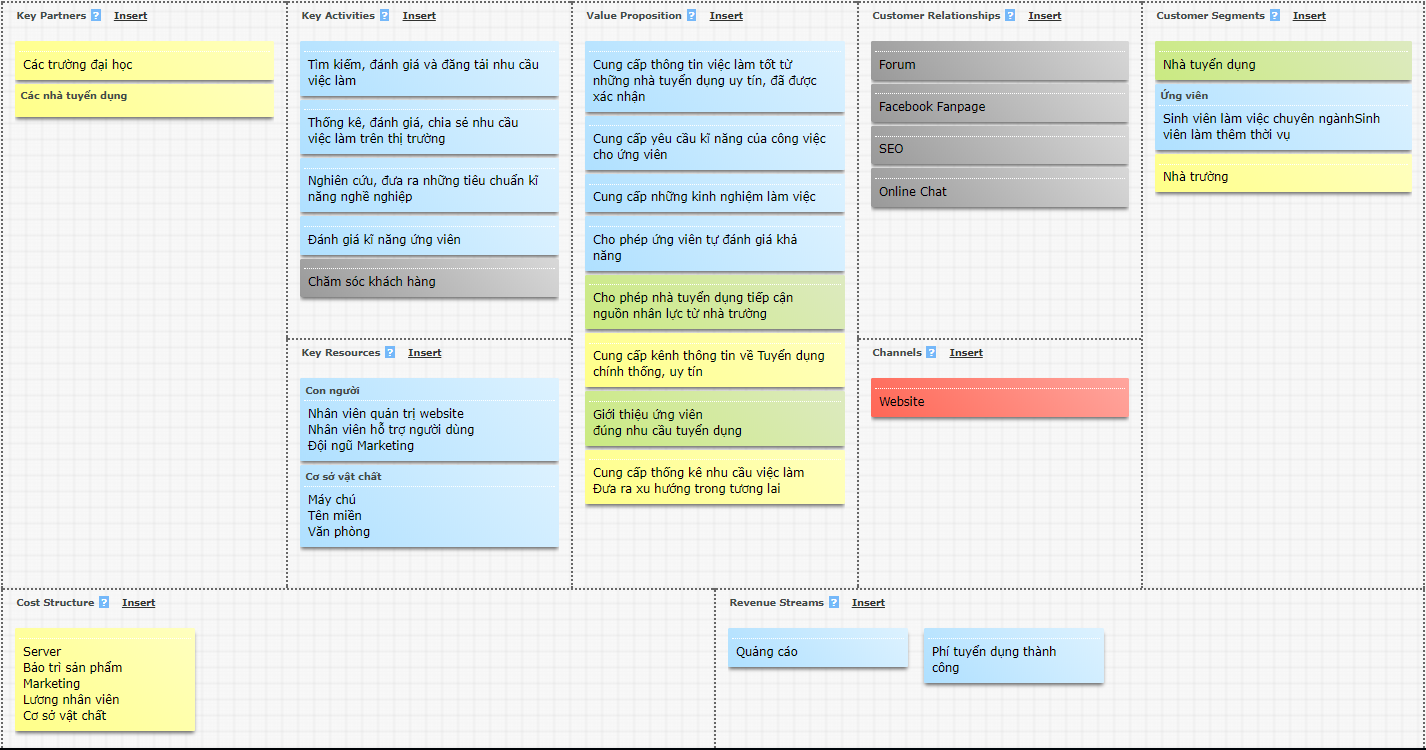 Key Partners ? Insert
Các trường đại học
Các nhà tuyển dụng
Key Activities ? Insert
Tìm kiếm, đánh giá và đăng tải nhu cầu
việc làm
Thống kê, đánh giá, chia sẻ nhu cầu
việc làm trên thị trường
Nghiên cứu, đưa ra những tiêu chuẩn kĩ
năng nghề nghiệp
Đánh giá kĩ năng ứng viên
Chăm sóc khách hàng
Key Resources ? Insert
Con người
Nhân viên quản trị website
Nhân viên hỗ trợ người dùng
Đội ngũ Marketing
Cơ sở vật chất
Máy chủ
Tên miền
Văn phòng
Value Proposition ? Insert
Cung cấp thông tin việc làm tốt từ
những nhà tuyển dụng uy tín, đã được
xác nhận
Cung cấp yêu cầu kĩ năng của công việc
cho ứng viên
Cung cấp những kinh nghiệm làm việc
Cho phép ứng viên tự đánh giá khả
năng
Cho phép nhà tuyển dụng tiếp cận
nguồn nhân lực từ nhà trường
Cung cấp kênh thông tin về Tuyển dụng
chính thống, uy tín
Giới thiệu ứng viên
đúng nhu cầu tuyển dụng
Cung cấp thống kê nhu cầu việc làm
Đưa ra xu hướng trong tương lai
Customer Relationships ? Insert
Forum
Facebook Fanpage
SEO
Online Chat
Channels ? Insert
Website
Customer Segments ? Insert
Nhà tuyển dụng
Ứng viên
Sinh viên làm việc chuyên ngànhSinh
viên làm thêm thời vụ
Nhà trường
Cost Structure ? Insert
Server
Bảo trì sản phẩm
Marketing
Lương nhân viên
Cơ sở vật chất
Revenue Streams ? Insert
Quảng cáo
Phí tuyển dụng thành
công